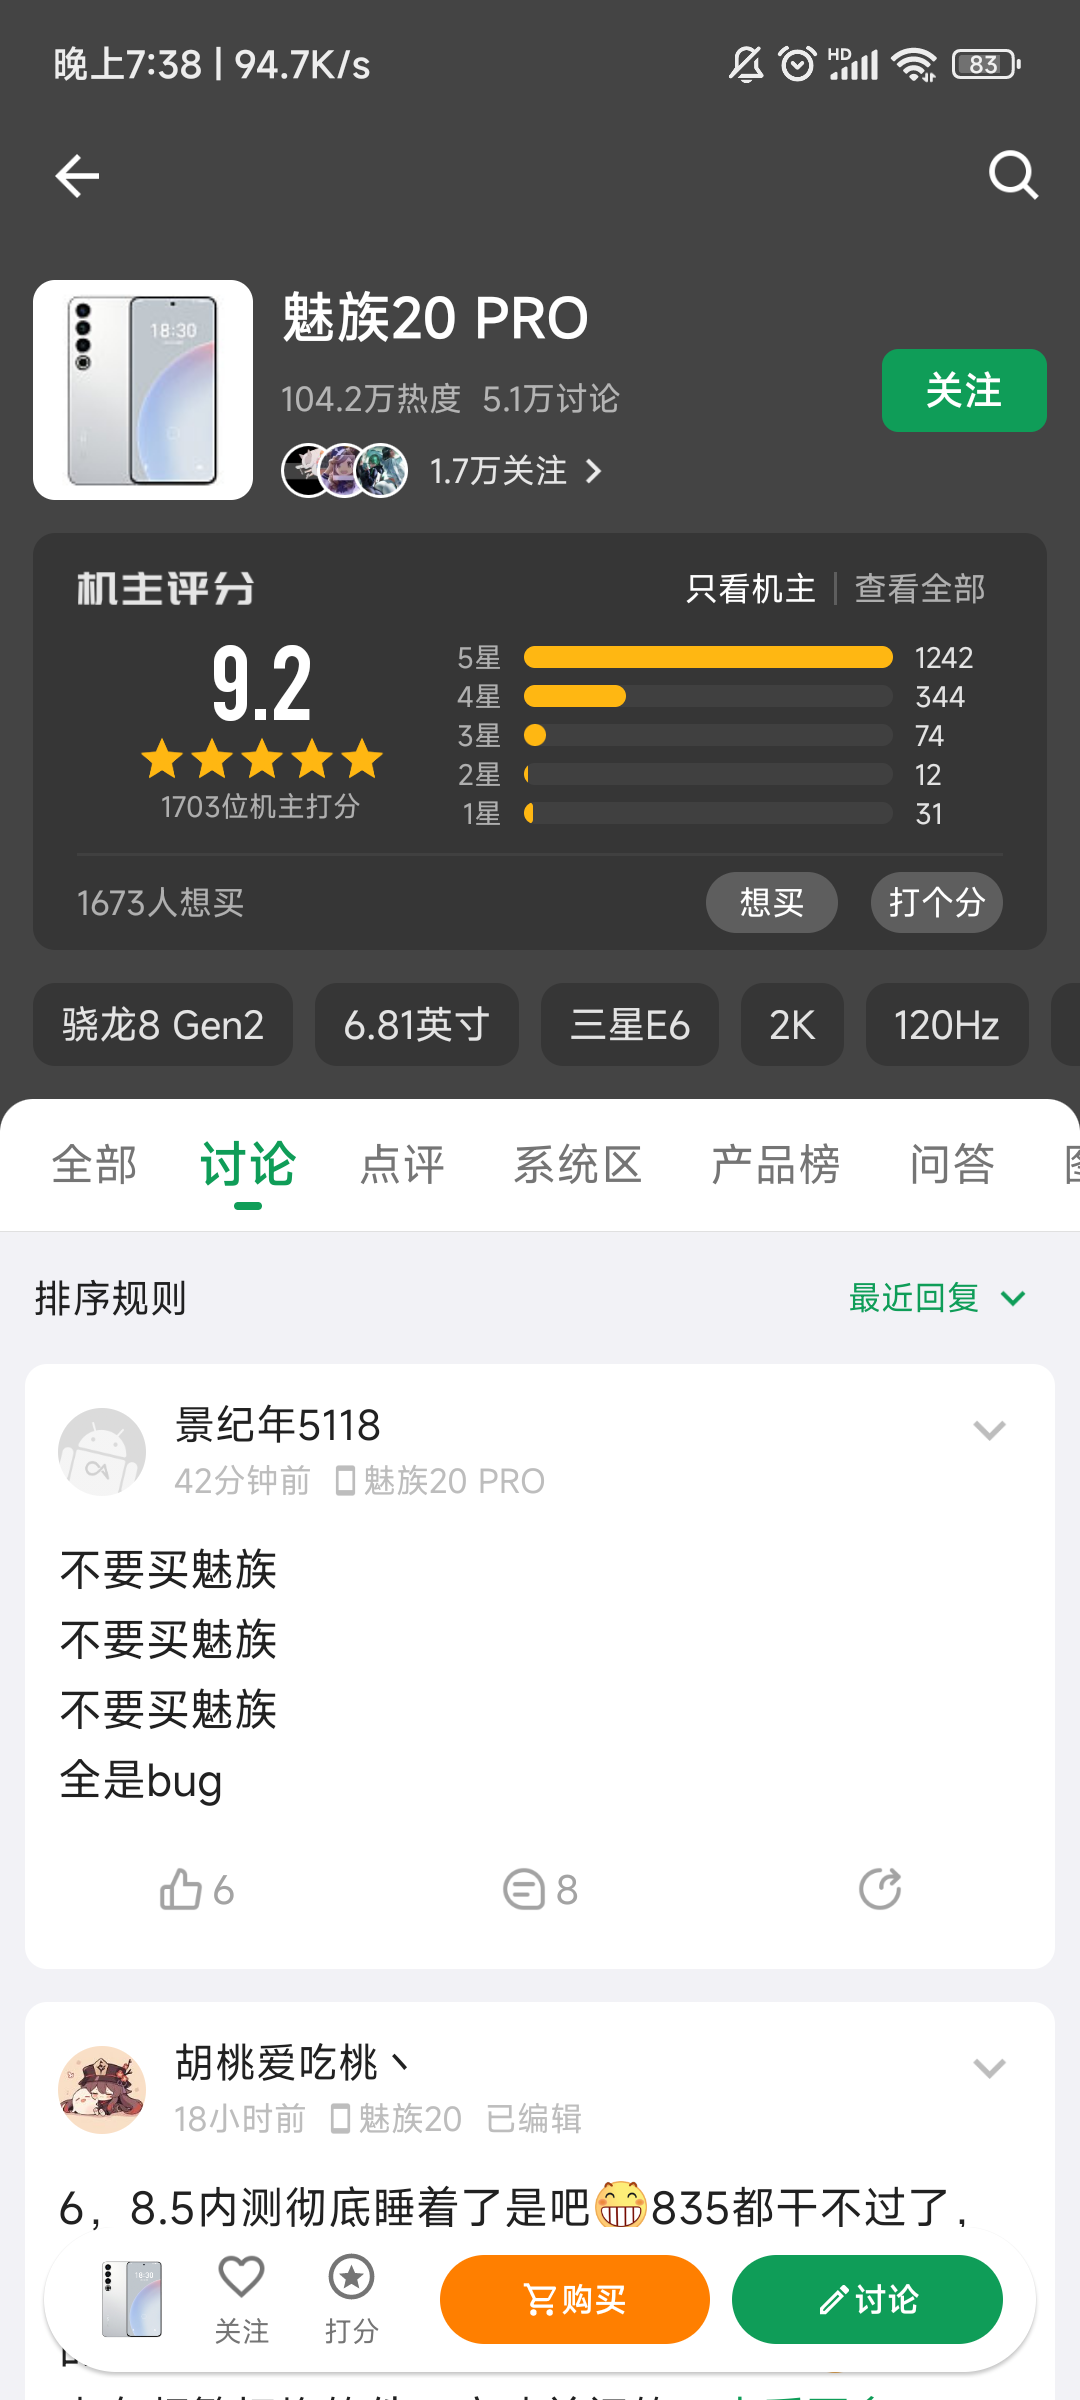 晚上7:38 | 94.7K/s
HD
83
18:30
魅族20 PRO
104.2万热度 5.1万讨论
关注
1.7万关注
机主评分
只看机主 | 查看全部
9.2
1703位机主打分
5星 1242
4星 344
3星 74
2星 12
1星 31
1673人想买
想买
打个分
骁龙8 Gen2
6.81英寸
三星E6
2K
120Hz
全部
讨论
点评
系统区
产品榜
问答
排序规则
最近回复
景纪年5118
42分钟前 魅族20 PRO
不要买魅族
不要买魅族
不要买魅族
全是bug
6
8
胡桃爱吃桃丶
18小时前 魅族20 已编辑
6，8.5内测彻底睡着了是吧😁835都干不过了，
18:30
关注
打分
购买
讨论